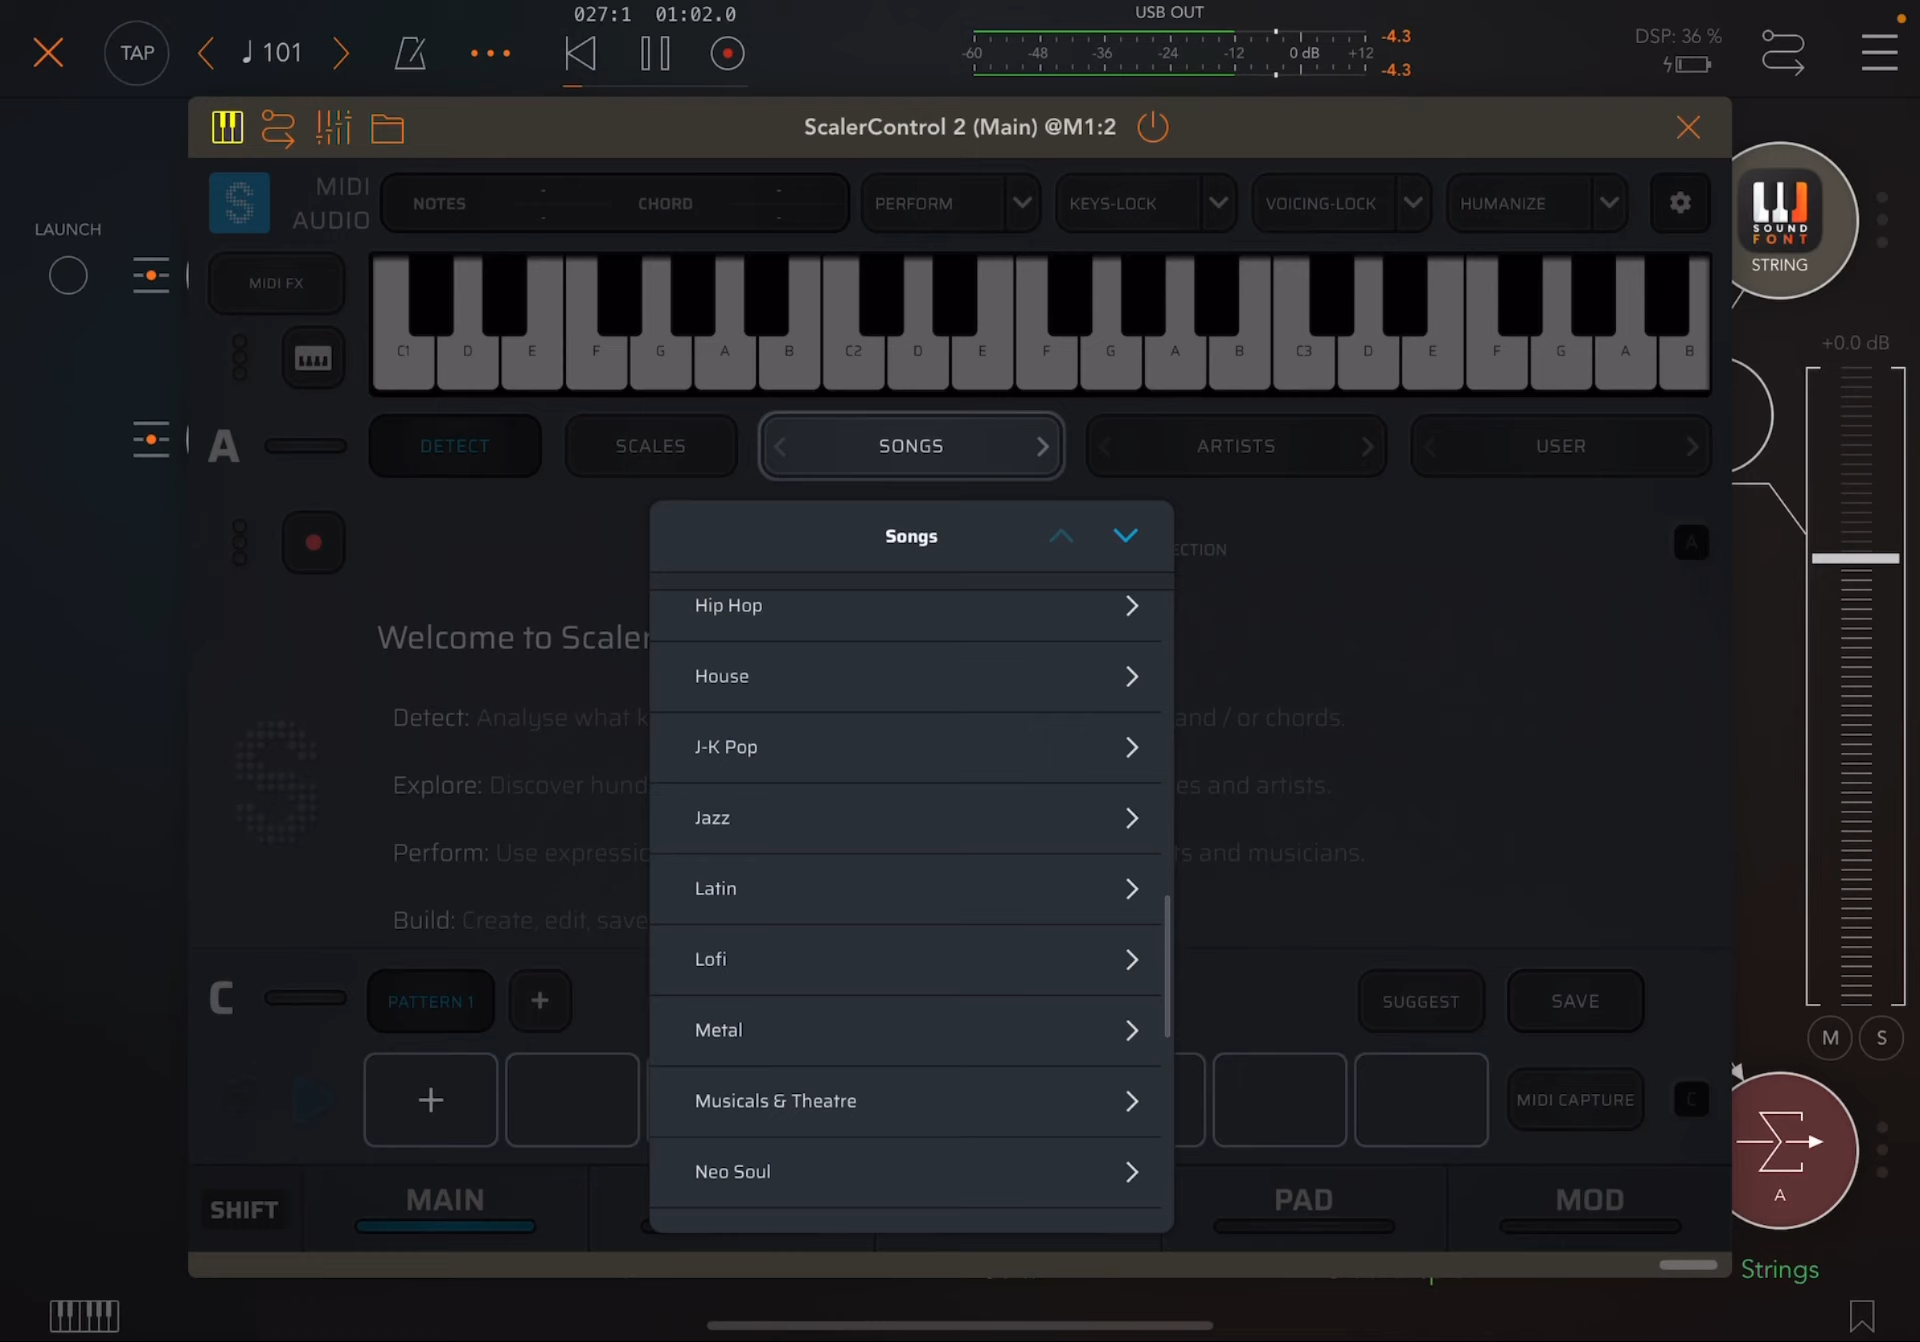 027:1 01:02.0
USB OUT
TAP
101
-60 -48 -36 -24 -12 0 dB +12
-4.3
-4.3
DSP: 36 %
ScalerControl 2 (Main) @M1:2
MIDI
AUDIO
NOTES - - CHORD - -
PERFORM
KEYS-LOCK
VOICING-LOCK
HUMANIZE
SOUND
FONT
STRING
LAUNCH
MIDI FX
C1 D E F G A B C2 D E F G A B C3 D E F G A B
+0.0 dB
A
DETECT
SCALES
SONGS
ARTISTS
USER
Songs
ECTION
A
Hip Hop
House
J-K Pop
Jazz
Latin
Lofi
Metal
Musicals & Theatre
Neo Soul
Welcome to Scaler
Detect: Analyse what k
and / or chords.
Explore: Discover hund
es and artists.
Perform: Use expressio
ts and musicians.
Build: Create, edit, save
C
PATTERN 1
+
SUGGEST
SAVE
M S
+
MIDI CAPTURE
C
A
SHIFT
MAIN
PAD
MOD
Strings